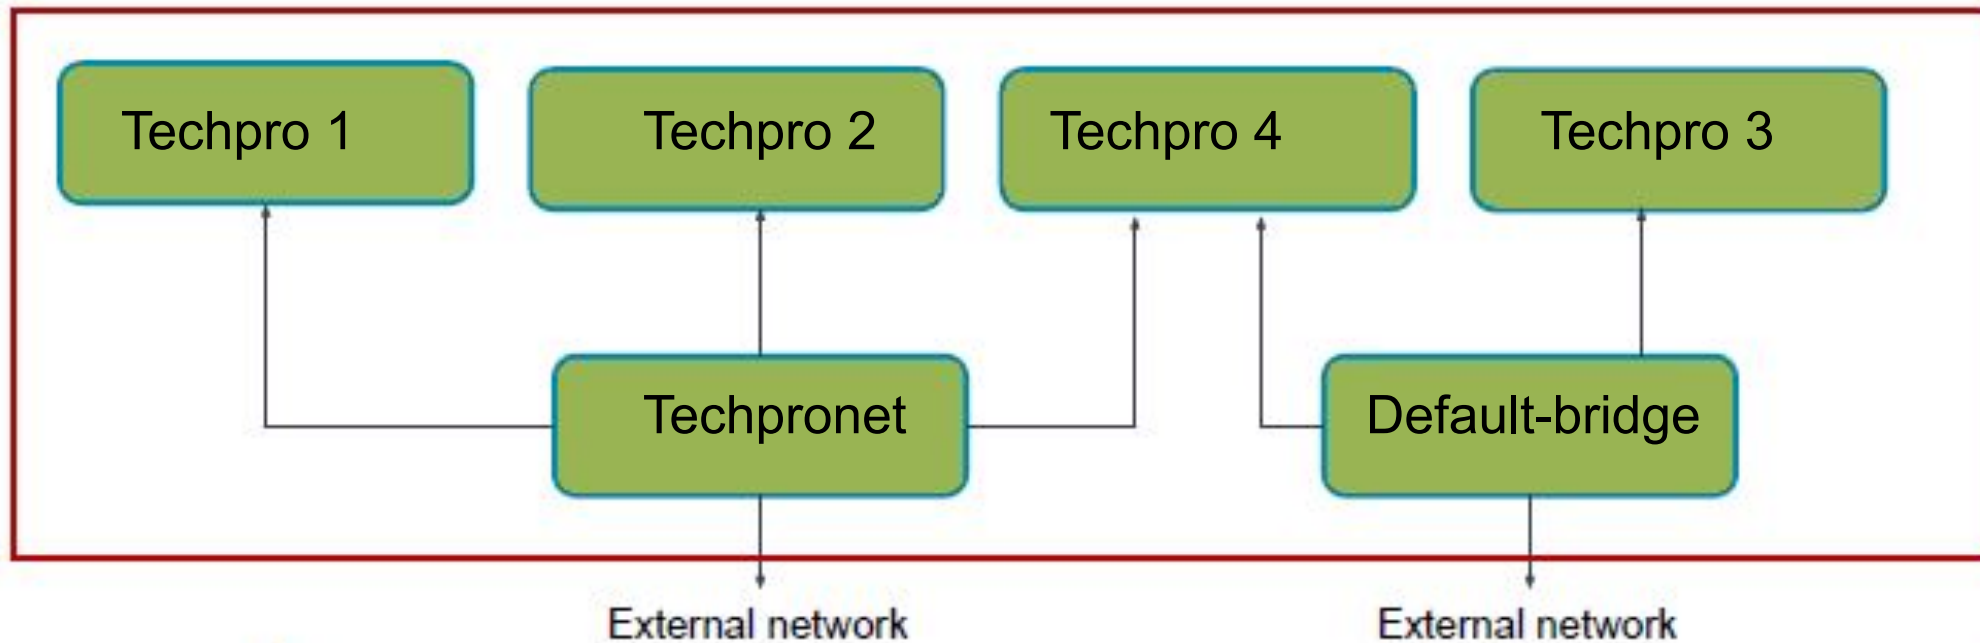 Techpro 1
Techpro 2
Techpro 4
Techpro 3
Techpronet
Default-bridge
External network
External network